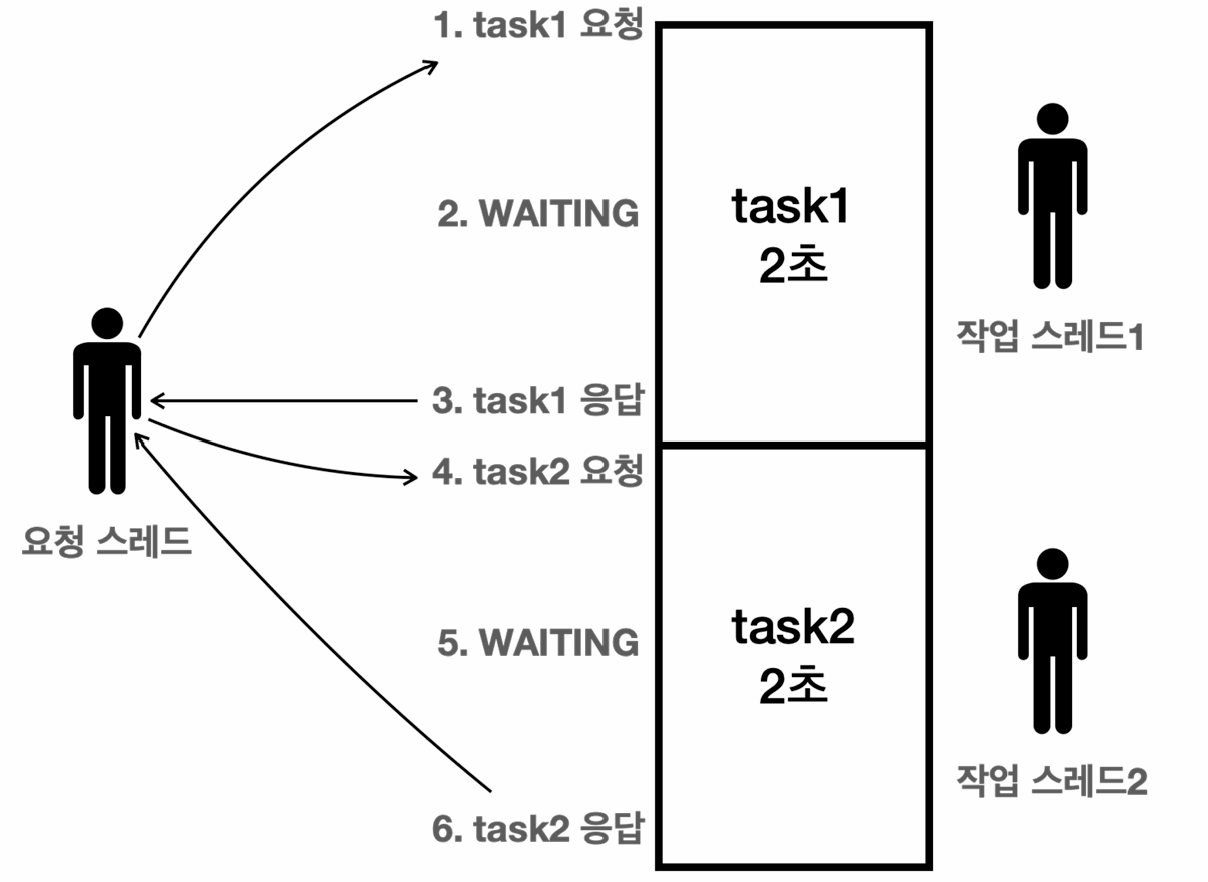 1. task1 요청
2. WAITING
task1
2초
작업 스레드1
3. task1 응답
4. task2 요청
요청 스레드
5. WAITING
task2
2초
작업 스레드2
6. task2 응답